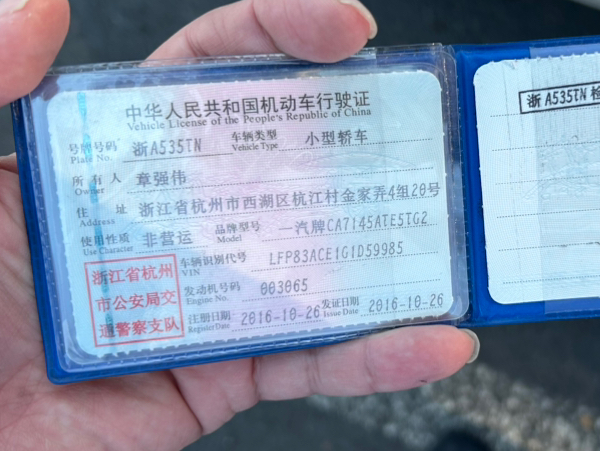 中华人民共和国机动车行驶证
Vehicle License of the People's Republic of China
号牌号码 浙A535TN 车辆类型 小型轿车
Plate No. Vehicle Type
所有人 章强伟
Owner
住址 浙江省杭州市西湖区杭江村金家弄4组20号
Address
使用性质 非营运 品牌型号 一汽牌CA7145ATE5TG2
Use Character Model
浙江省杭州
市公安局交
通警察支队
车辆识别代号 LFP83ACE1G1D59985
VIN
发动机号码 003065
Engine No.
注册日期 2016-10-26 发证日期 2016-10-26
Register Date Issue Date
浙A535TN 检